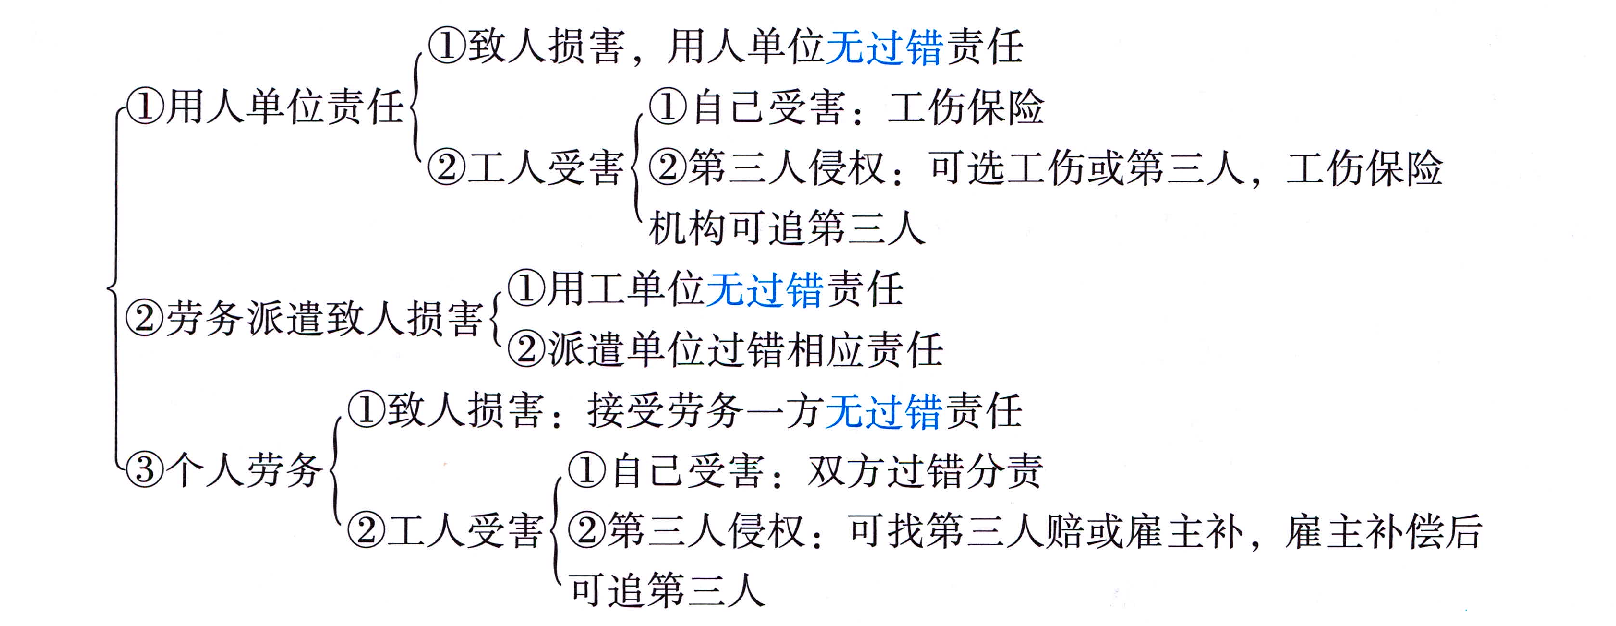 ①致人损害，用人单位无过错责任
①用人单位责任
①自己受害：工伤保险
②工人受害
②第三人侵权：可选工伤或第三人，工伤保险
机构可追第三人
②劳务派遣致人损害
①用工单位无过错责任
②派遣单位过错相应责任
①致人损害：接受劳务一方无过错责任
③个人劳务
①自己受害：双方过错分责
②工人受害
②第三人侵权：可找第三人赔或雇主补，雇主补偿后
可追第三人